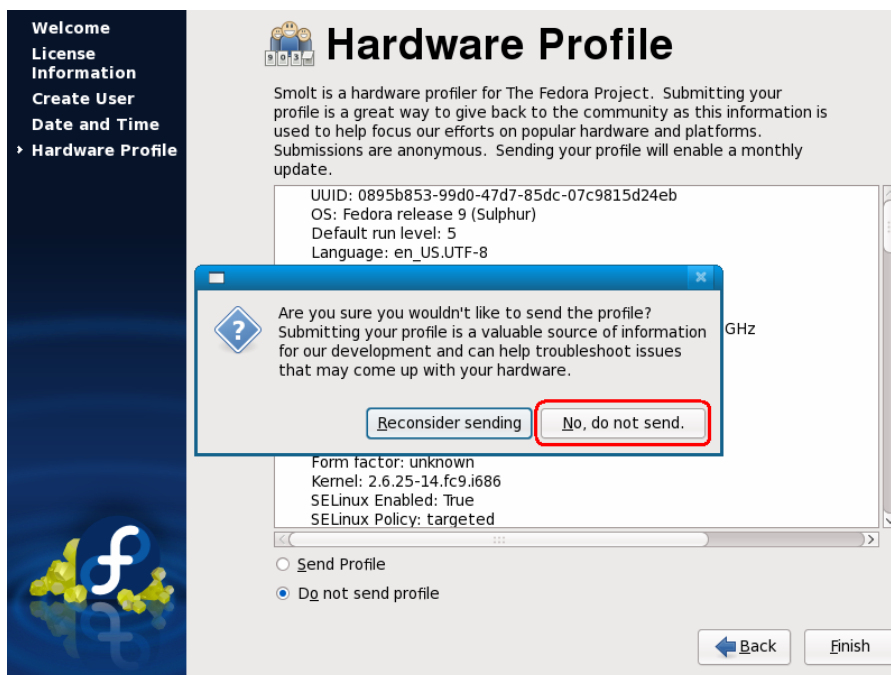 Welcome
License
Information
Create User
Date and Time
Hardware Profile
Hardware Profile
Smolt is a hardware profiler for The Fedora Project. Submitting your
profile is a great way to give back to the community as this information is
used to help focus our efforts on popular hardware and platforms.
Submissions are anonymous. Sending your profile will enable a monthly
update.
UUID: 0895b853-99d0-47d7-85dc-07c9815d24eb
OS: Fedora release 9 (Sulphur)
Default run level: 5
Language: en_US.UTF-8
GHz
Are you sure you wouldn't like to send the profile?
Submitting your profile is a valuable source of information
for our development and can help troubleshoot issues
that may come up with your hardware.
Reconsider sending
No, do not send.
Form factor: unknown
Kernel: 2.6.25-14.fc9.i686
SELinux Enabled: True
SELinux Policy: targeted
Send Profile
Do not send profile
Back
Finish